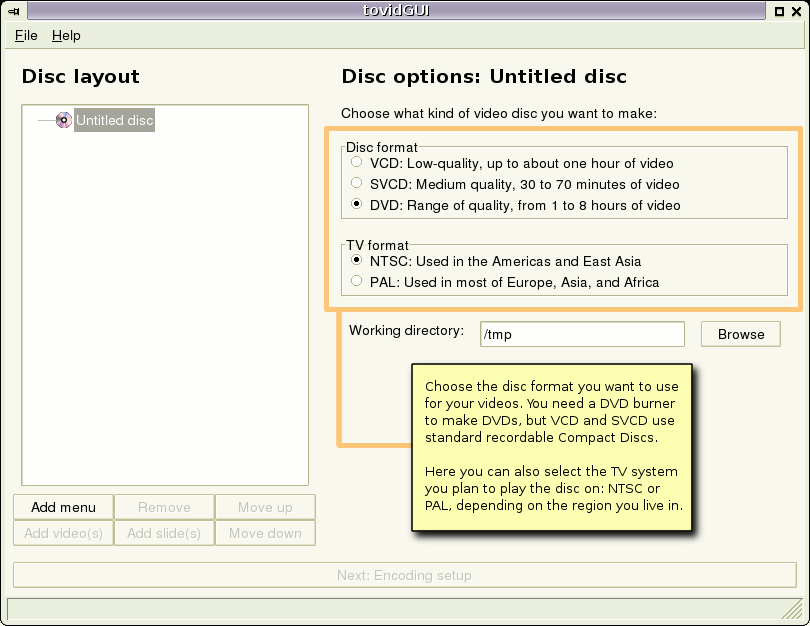 tovidGUI
File Help
Disc layout
Untitled disc
Disc options: Untitled disc
Choose what kind of video disc you want to make:
Disc format
VCD: Low-quality, up to about one hour of video
SVCD: Medium quality, 30 to 70 minutes of video
DVD: Range of quality, from 1 to 8 hours of video
TV format
NTSC: Used in the Americas and East Asia
PAL: Used in most of Europe, Asia, and Africa
Working directory: /tmp Browse
Choose the disc format you want to use
for your videos. You need a DVD burner
to make DVDs, but VCD and SVCD use
standard recordable Compact Discs.
Here you can also select the TV system
you plan to play the disc on: NTSC or
PAL, depending on the region you live in.
Add menu Remove Move up
Add video(s) Add slide(s) Move down
Next: Encoding setup